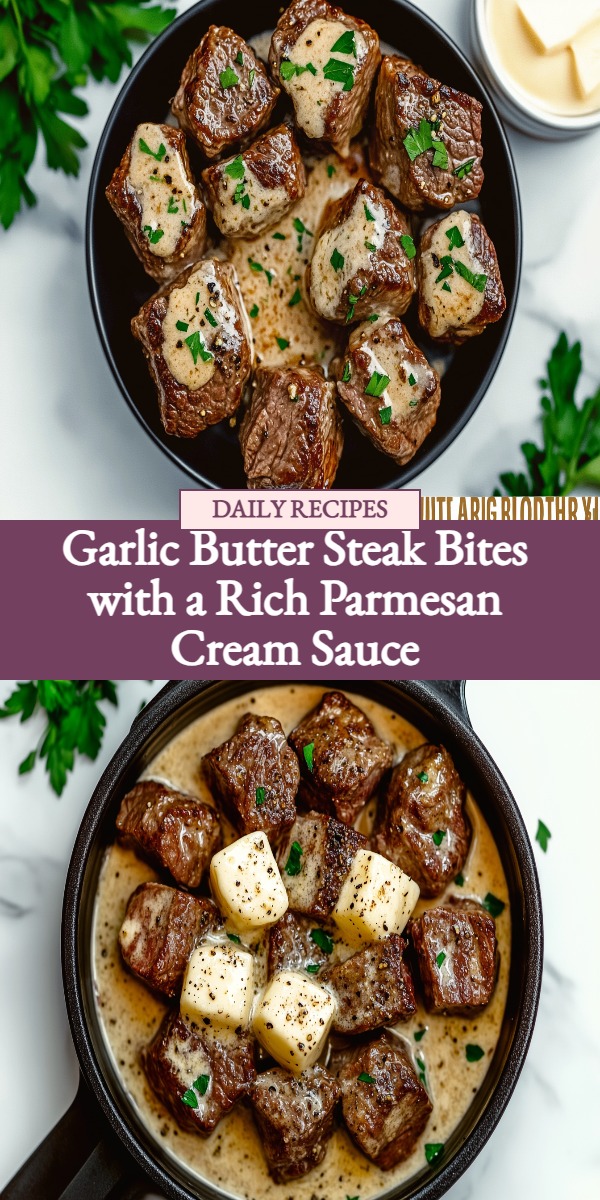 DAILY RECIPES
Garlic Butter Steak Bites
with a Rich Parmesan
Cream Sauce